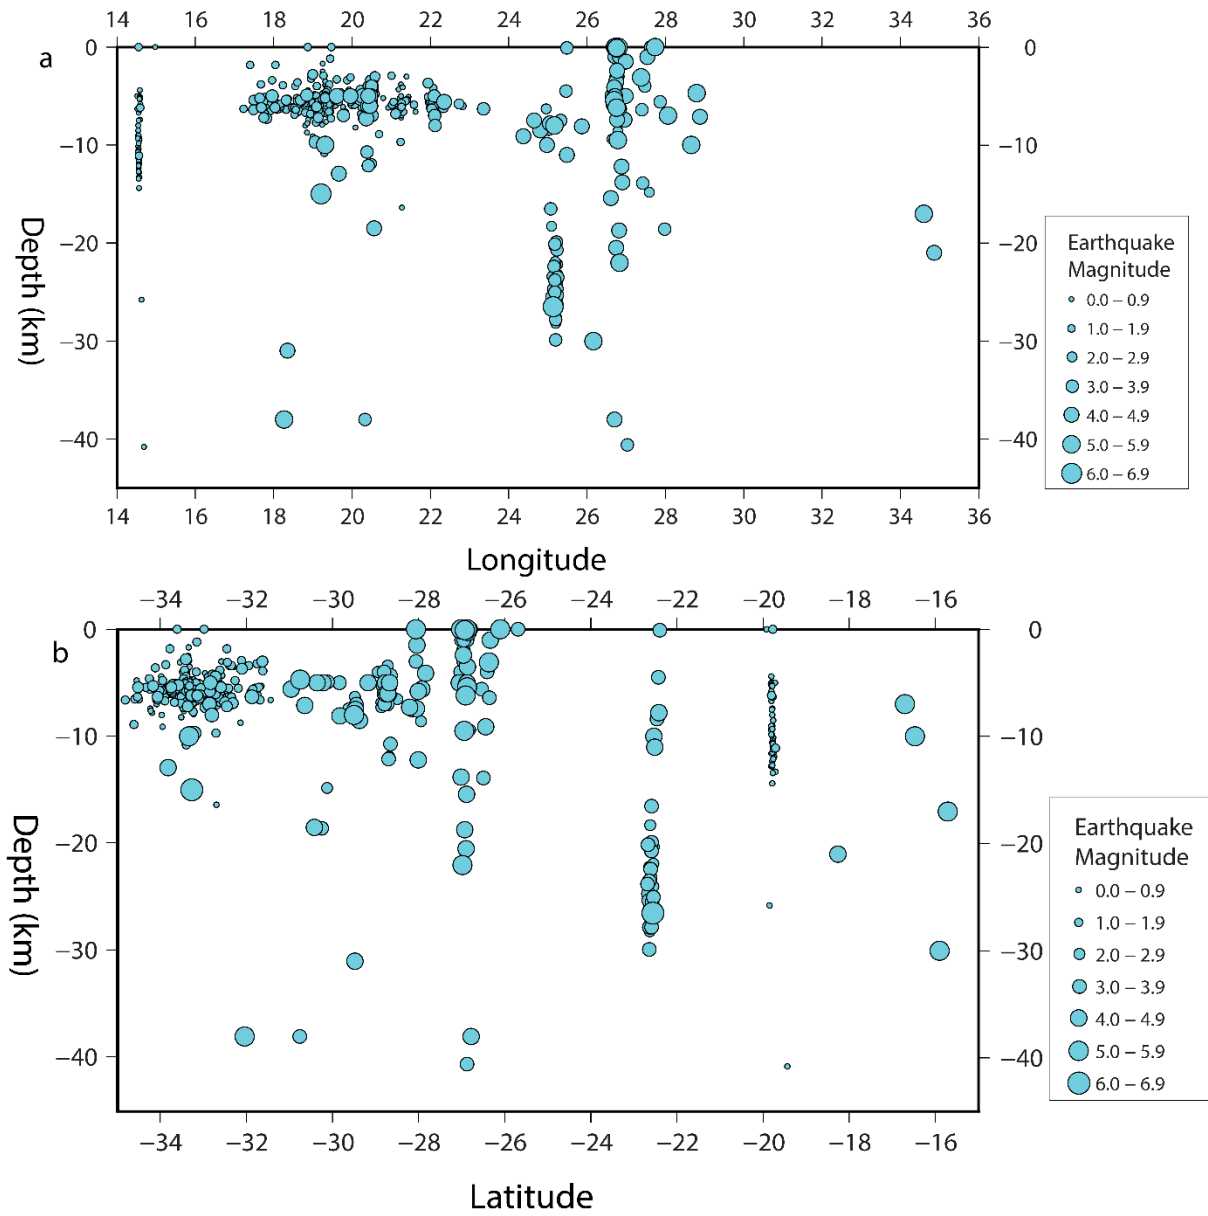 14 16 18 20 22 24 26 28 30 32 34 36
a
0 0
−10 −10
−20 −20
−30 −30
−40 −40
Depth (km)
14 16 18 20 22 24 26 28 30 32 34 36
Longitude
Earthquake
Magnitude
0.0 – 0.9
1.0 – 1.9
2.0 – 2.9
3.0 – 3.9
4.0 – 4.9
5.0 – 5.9
6.0 – 6.9
−34 −32 −30 −28 −26 −24 −22 −20 −18 −16
b
0 0
−10 −10
−20 −20
−30 −30
−40 −40
Depth (km)
−34 −32 −30 −28 −26 −24 −22 −20 −18 −16
Latitude
Earthquake
Magnitude
0.0 – 0.9
1.0 – 1.9
2.0 – 2.9
3.0 – 3.9
4.0 – 4.9
5.0 – 5.9
6.0 – 6.9